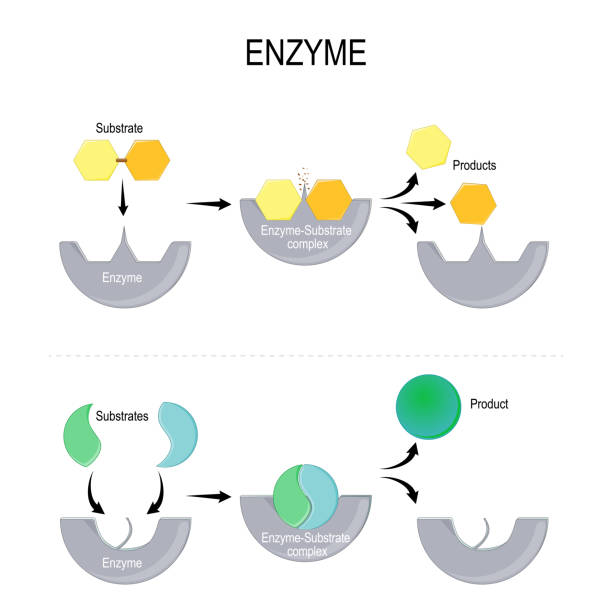 ENZYME
Substrate
Products
Enzyme-Substrate
complex
Enzyme
Substrates
Product
Enzyme-Substrate
complex
Enzyme